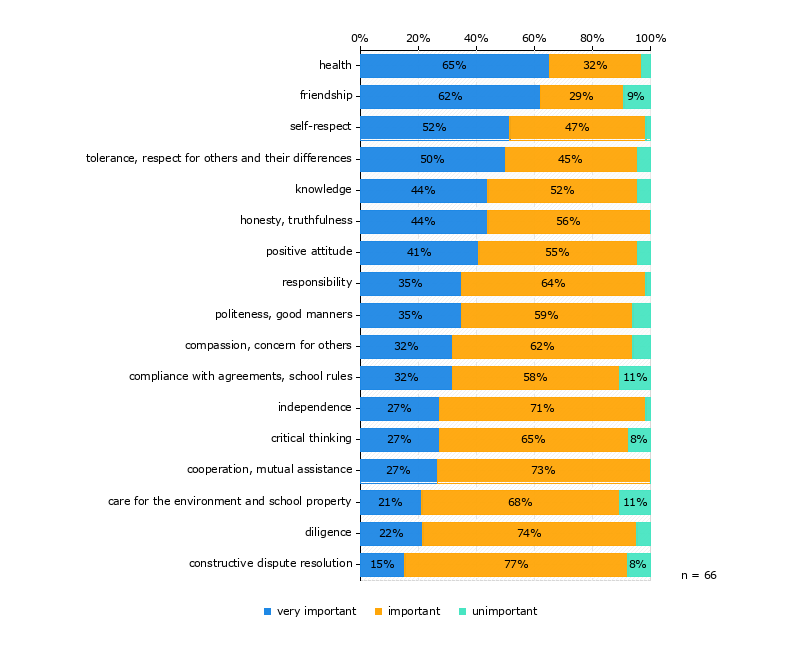 0% 20% 40% 60% 80% 100%
health 65% 32%
friendship 62% 29% 9%
self-respect 52% 47%
tolerance, respect for others and their differences 50% 45%
knowledge 44% 52%
honesty, truthfulness 44% 56%
positive attitude 41% 55%
responsibility 35% 64%
politeness, good manners 35% 59%
compassion, concern for others 32% 62%
compliance with agreements, school rules 32% 58% 11%
independence 27% 71%
critical thinking 27% 65% 8%
cooperation, mutual assistance 27% 73%
care for the environment and school property 21% 68% 11%
diligence 22% 74%
constructive dispute resolution 15% 77% 8%
n = 66
very important important unimportant